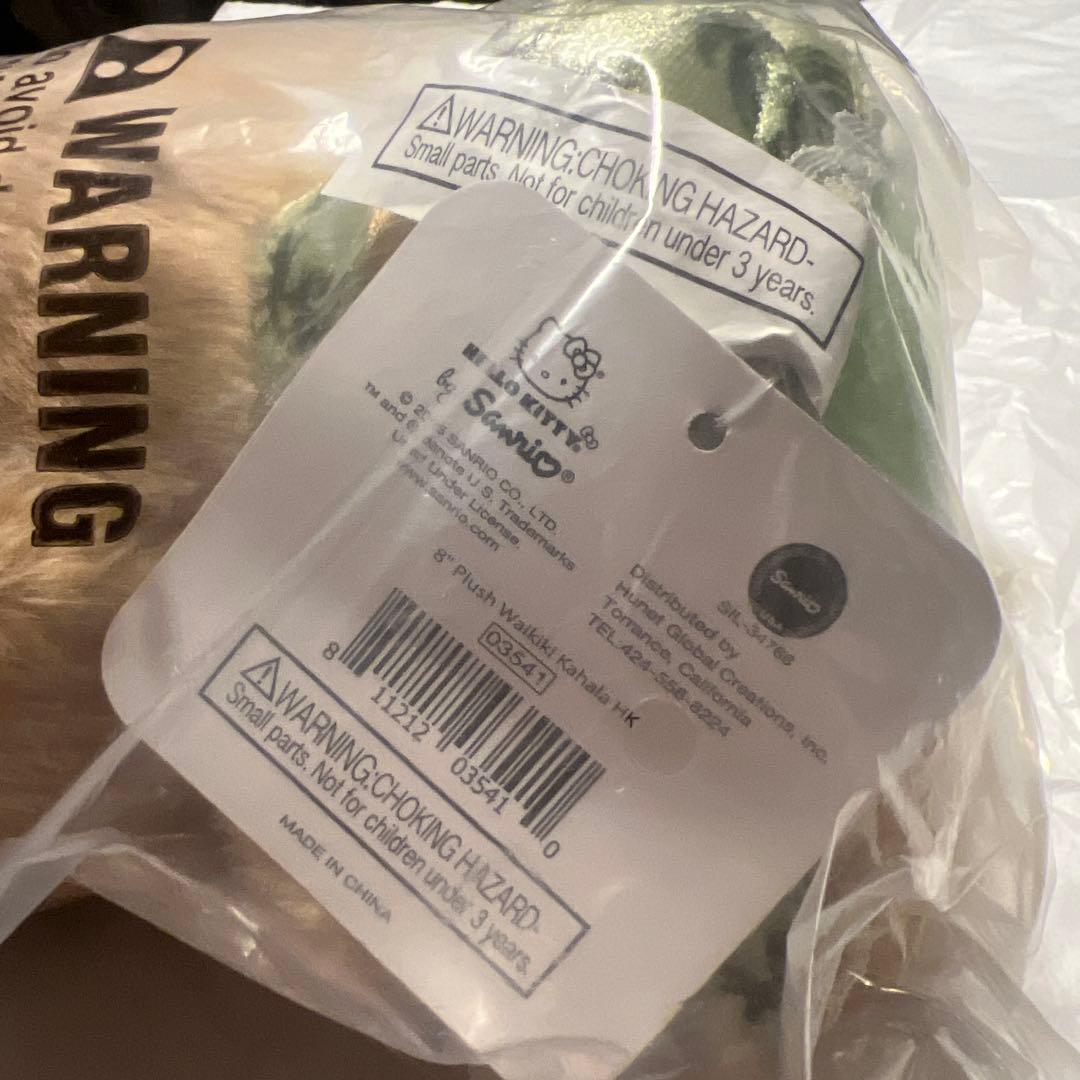 WARNING
o avoid
⚠WARNING:CHOKING HAZARD-
Small parts. Not for children under 3 years.
HELLO KITTY®
by Sanrio®
© SANRIO CO., LTD.
™ and ® denote U.S. Trademarks
Used Under License.
www.sanrio.com
Sanrio
SIL-34766
Distributed by
Hunet Global Creations, Inc.
Torrance, California
TEL:424-558-8224
8" Plush Waikiki Kahala HK
03541
8 11212 03541 0
⚠WARNING:CHOKING HAZARD-
Small parts. Not for children under 3 years.
MADE IN CHINA